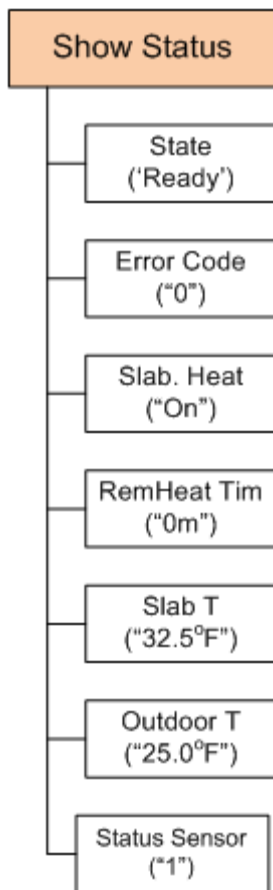 Show Status
State
(‘Ready’)
Error Code
(“0”)
Slab. Heat
(“On”)
RemHeat Tim
(“0m”)
Slab T
(“32.5°F”)
Outdoor T
(“25.0°F”)
Status Sensor
(“1”)